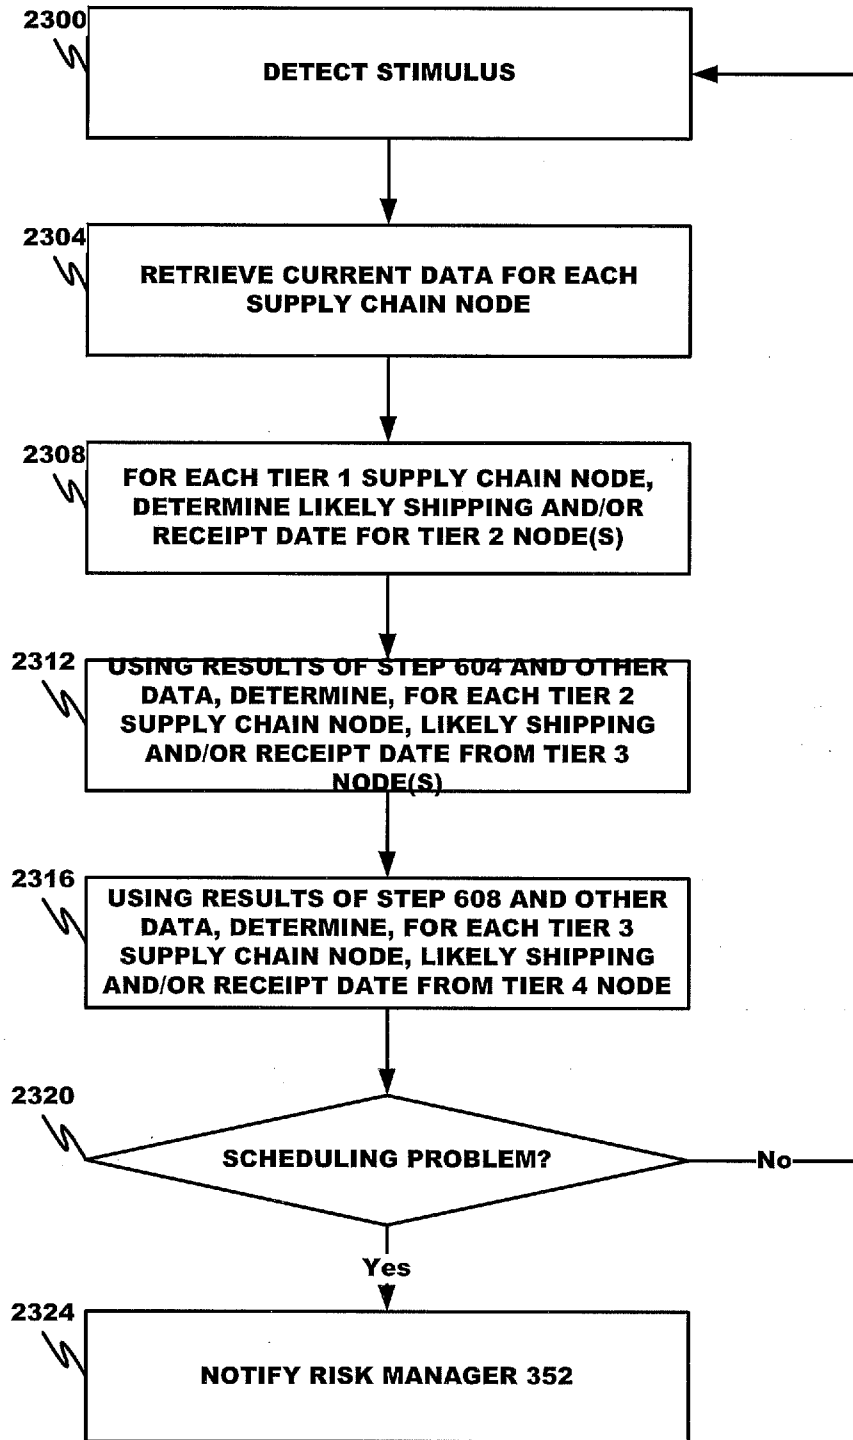 2300
DETECT STIMULUS
2304
RETRIEVE CURRENT DATA FOR EACH
SUPPLY CHAIN NODE
2308
FOR EACH TIER 1 SUPPLY CHAIN NODE,
DETERMINE LIKELY SHIPPING AND/OR
RECEIPT DATE FOR TIER 2 NODE(S)
2312
USING RESULTS OF STEP 604 AND OTHER
DATA, DETERMINE, FOR EACH TIER 2
SUPPLY CHAIN NODE, LIKELY SHIPPING
AND/OR RECEIPT DATE FROM TIER 3
NODE(S)
2316
USING RESULTS OF STEP 608 AND OTHER
DATA, DETERMINE, FOR EACH TIER 3
SUPPLY CHAIN NODE, LIKELY SHIPPING
AND/OR RECEIPT DATE FROM TIER 4 NODE
2320
SCHEDULING PROBLEM?
No
Yes
2324
NOTIFY RISK MANAGER 352